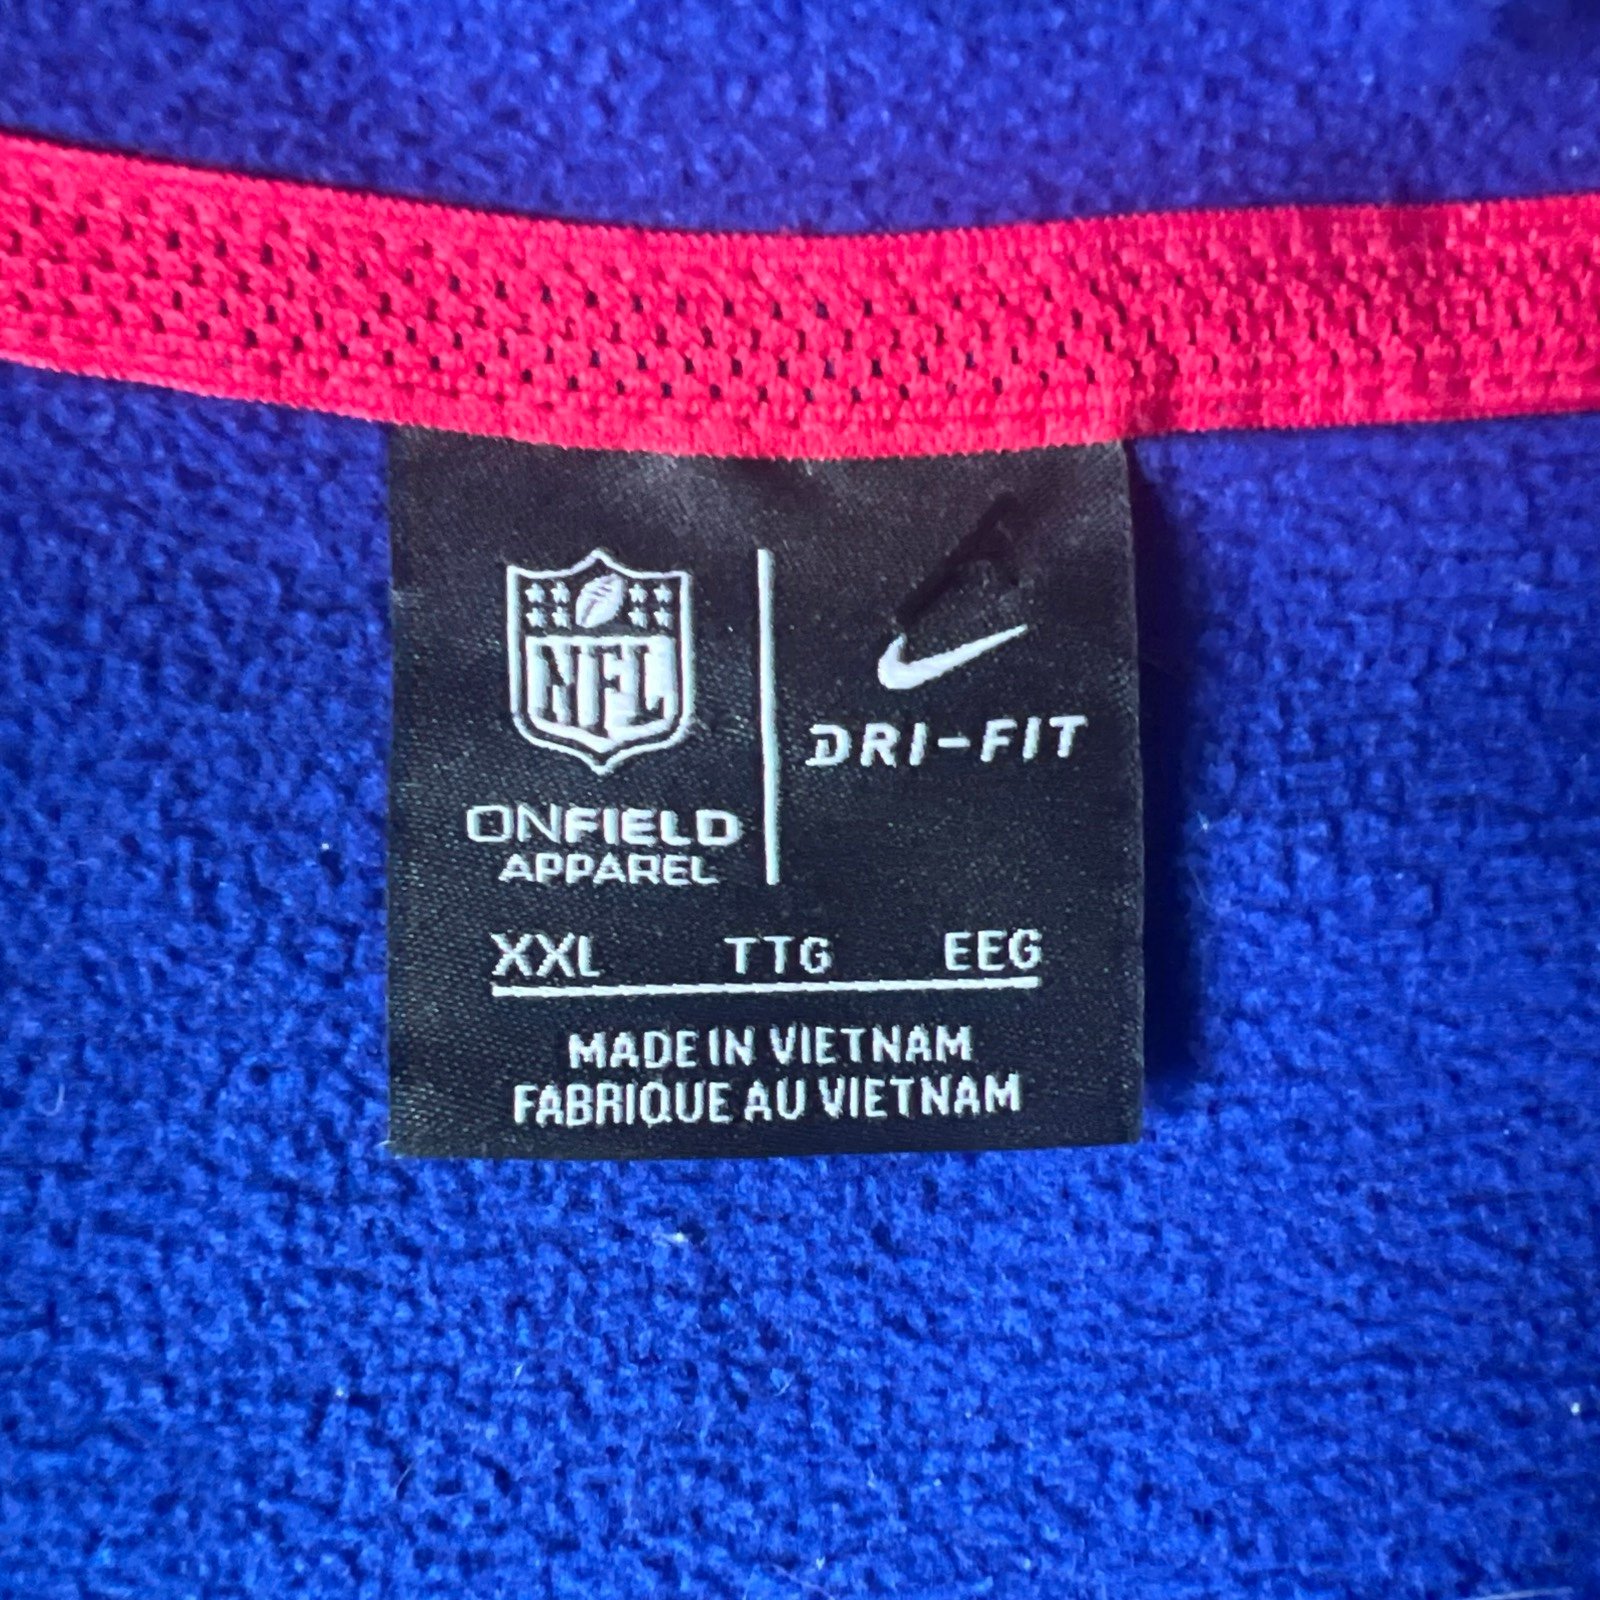 NFL
ONFIELD
APPAREL
DRI-FIT
XXL TTG EEG
MADE IN VIETNAM
FABRIQUE AU VIETNAM